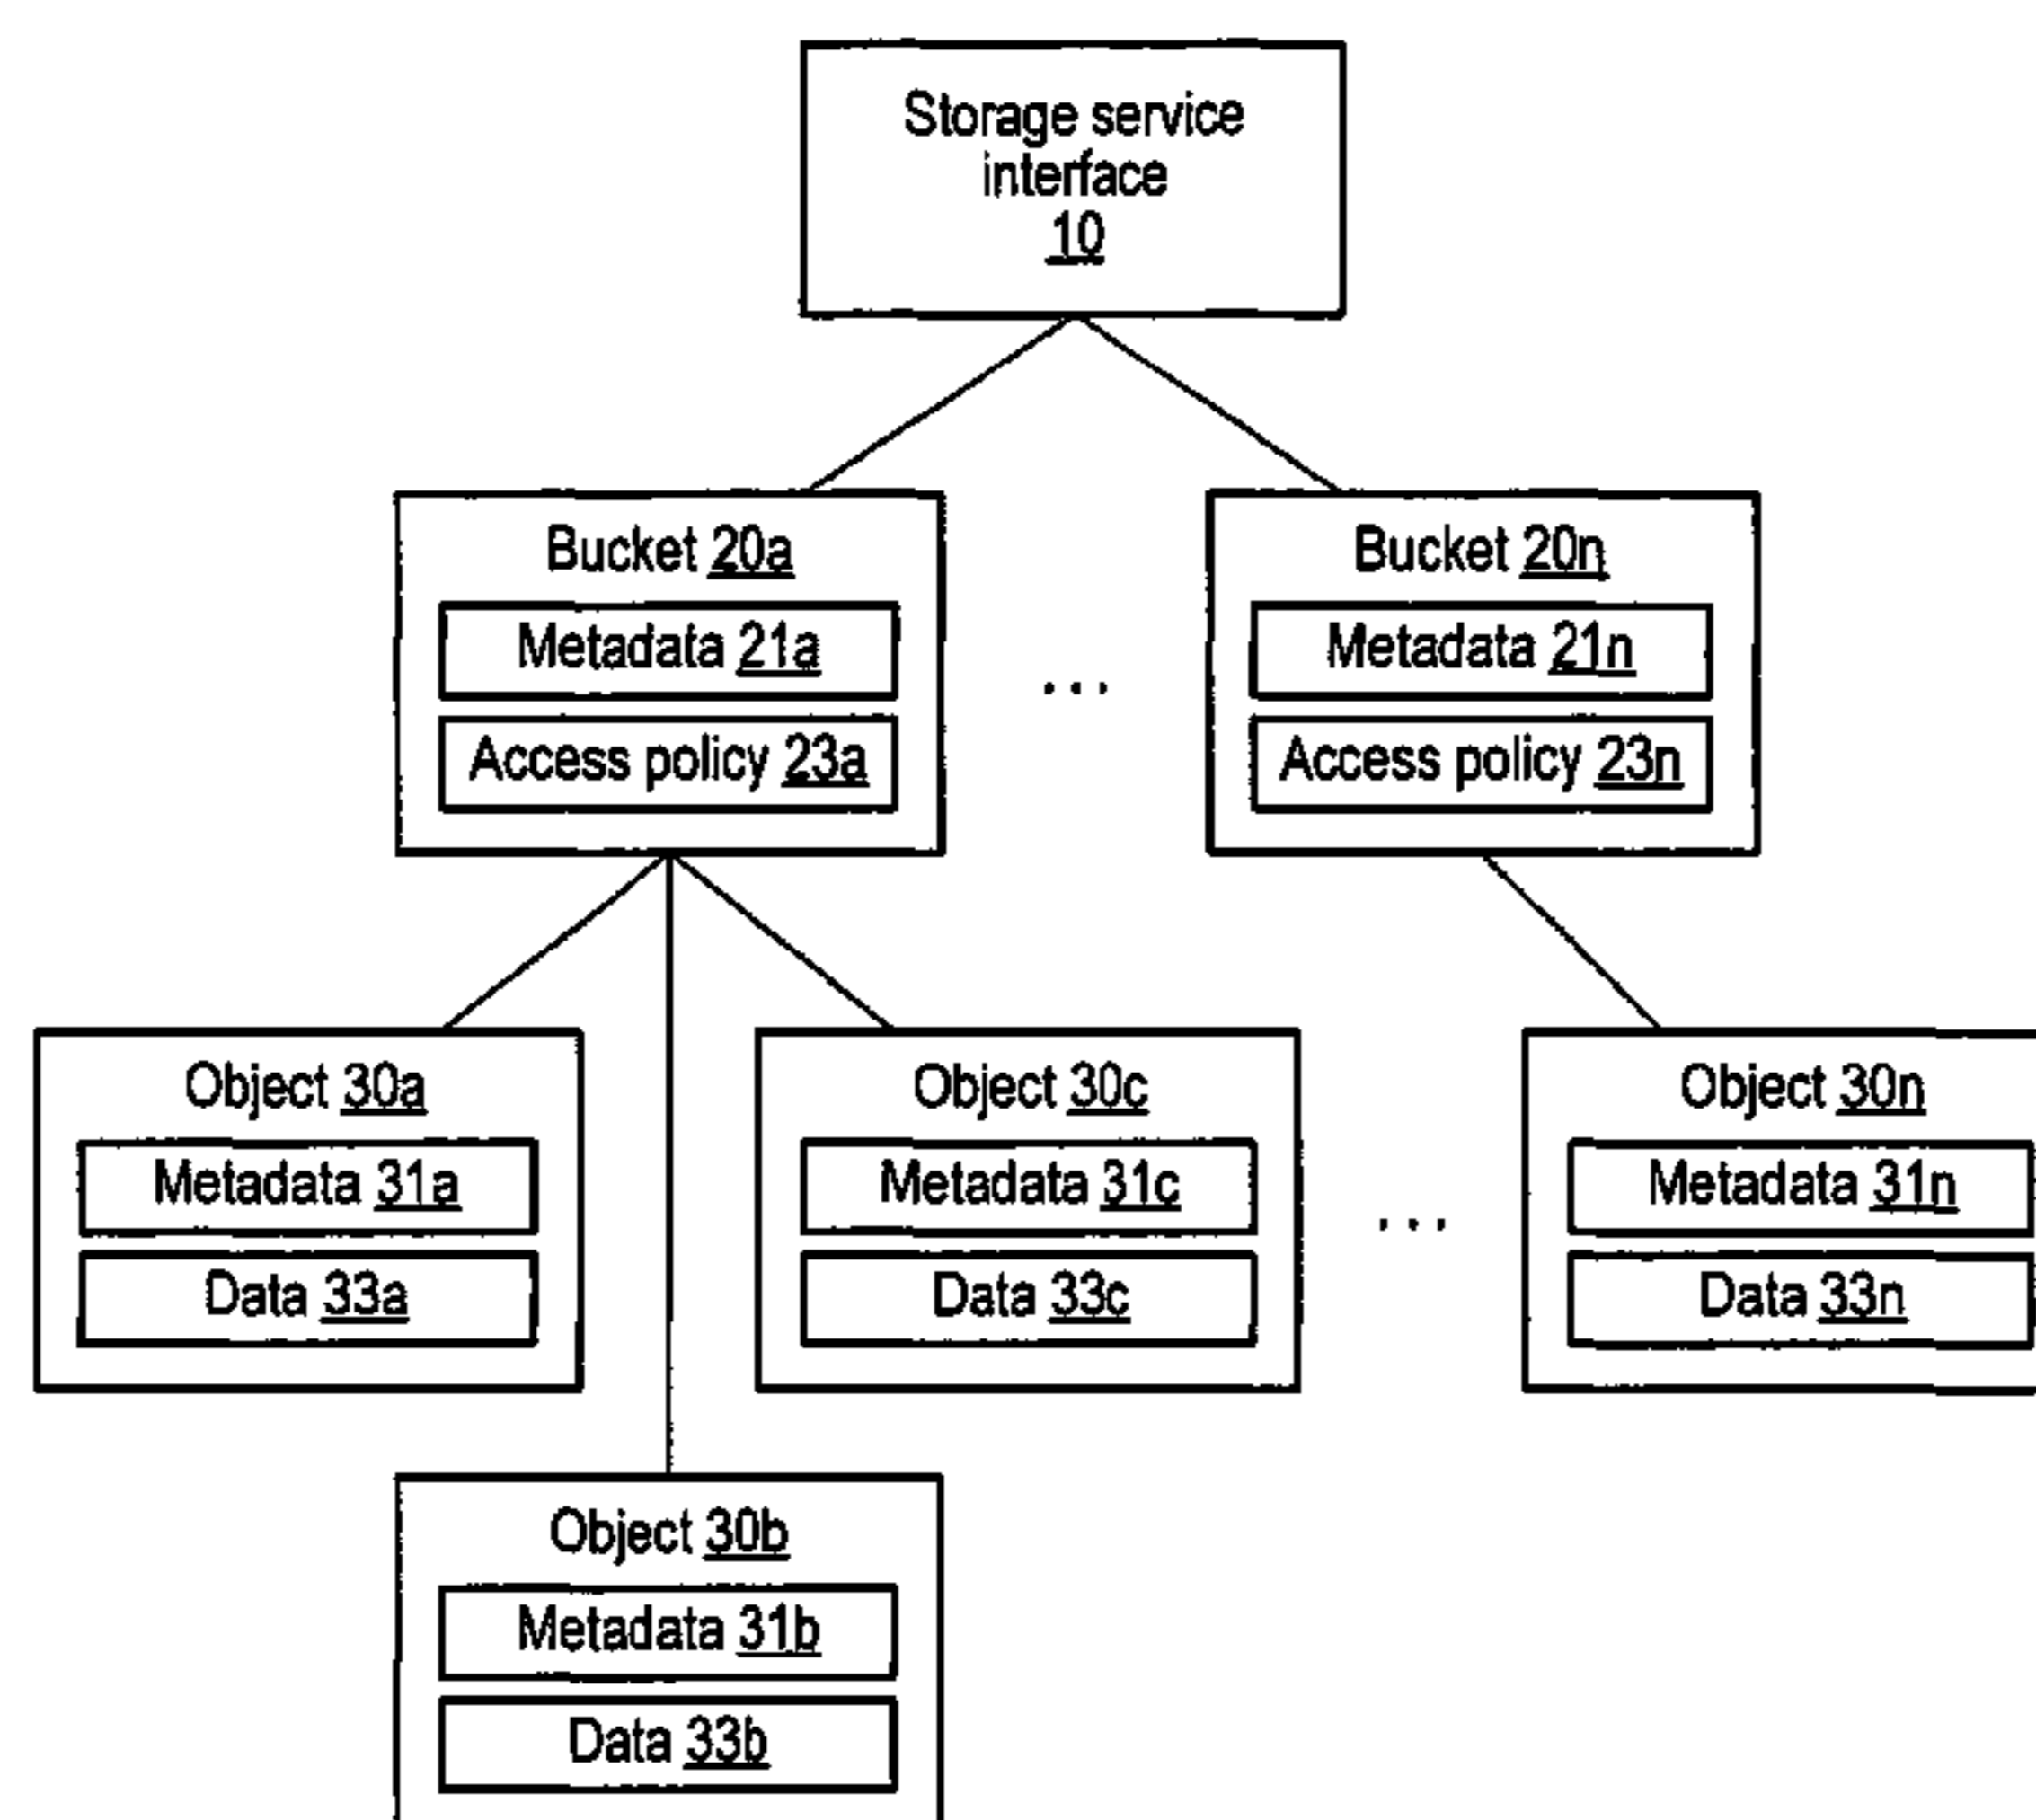 Storage service
interface
10
Bucket 20a
Metadata 21a
Access policy 23a
...
Bucket 20n
Metadata 21n
Access policy 23n
Object 30a
Metadata 31a
Data 33a
Object 30c
Metadata 31c
Data 33c
...
Object 30n
Metadata 31n
Data 33n
Object 30b
Metadata 31b
Data 33b